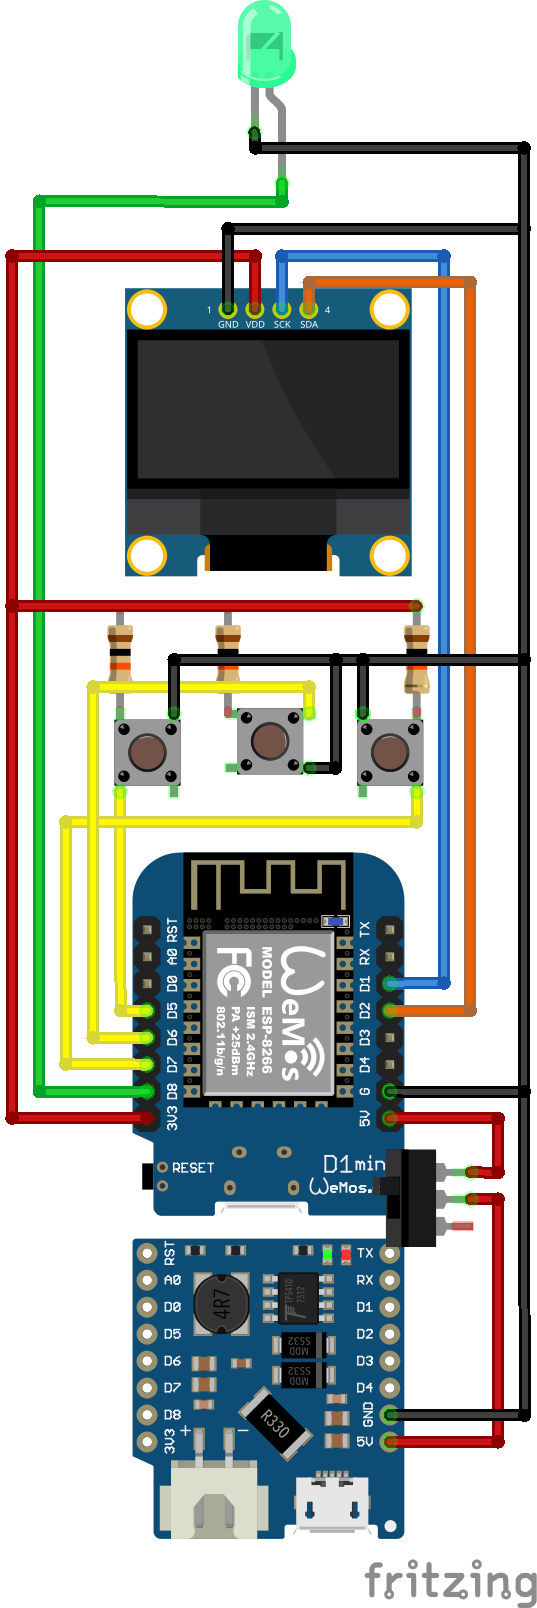 1 GND VDD SCK SDA 4
RST
A0
D0
D5
D6
D7
D8
3V3
TX
RX
D1
D2
D3
D4
G
5V
WeMos
MODEL ESP-8266
ISM 2.4GHz
PA +25dBm
802.11b/g/n
FC
RESET
D1min
WeMos.
RST
A0
D0
D5
D6
D7
D8
3V3
TX
RX
D1
D2
D3
D4
GND
5V
4R7
TP5410
7512
SS32
MDD
SS32
MDD
R330
+ −
fritzing